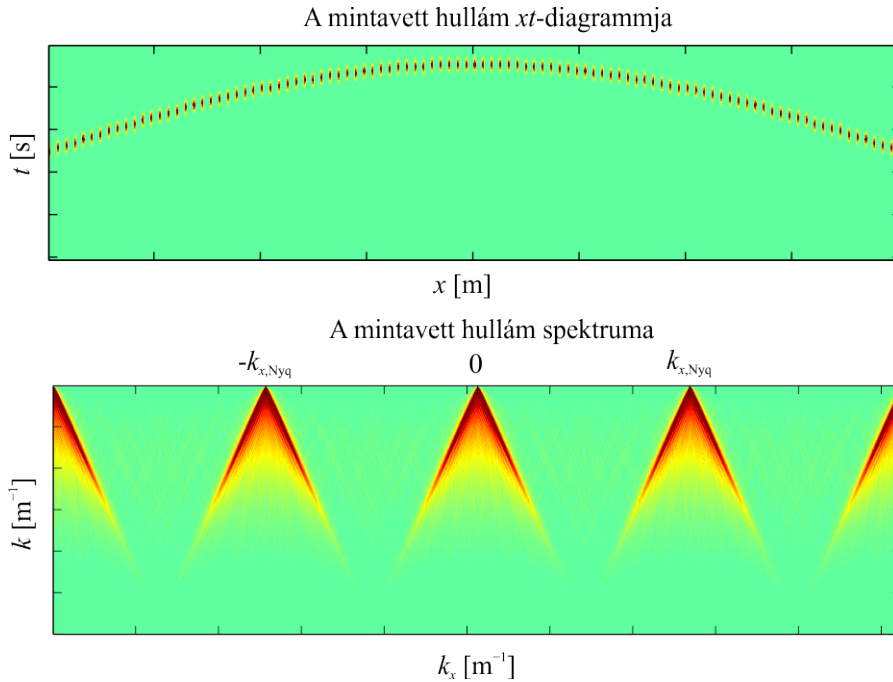 A mintavett hullám xt-diagrammja
t [s]
x [m]
A mintavett hullám spektruma
-kx,Nyq 0 kx,Nyq
k [m⁻¹]
kx [m⁻¹]